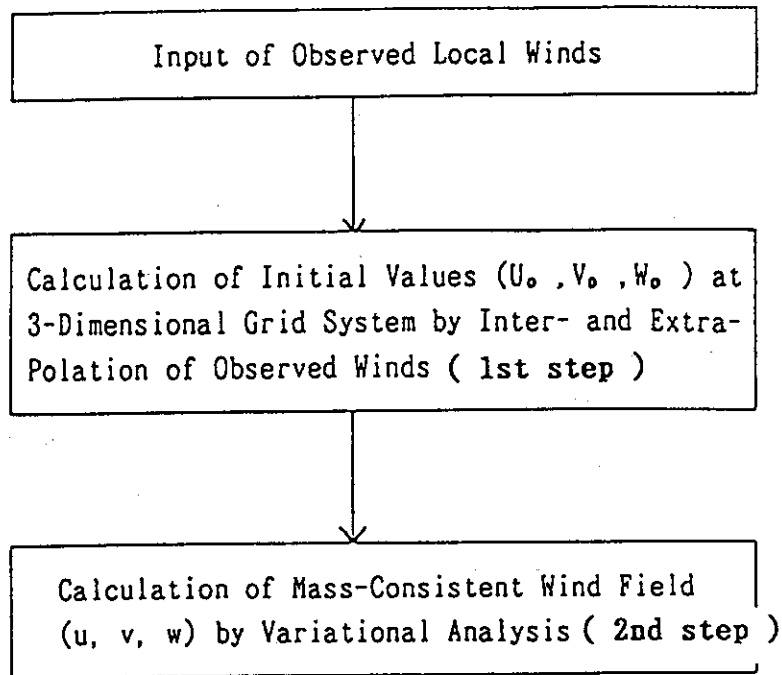 Input of Observed Local Winds
Calculation of Initial Values (U₀ ,V₀ ,W₀ ) at
3-Dimensional Grid System by Inter- and Extra-
Polation of Observed Winds ( 1st step )
Calculation of Mass-Consistent Wind Field
(u, v, w) by Variational Analysis ( 2nd step )